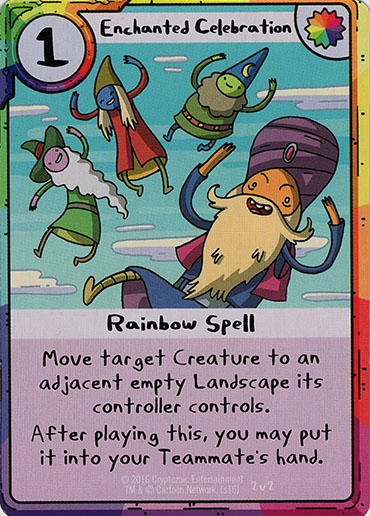 1
Enchanted Celebration
Rainbow Spell
Move target Creature to an
adjacent empty Landscape its
controller controls.
After playing this, you may put
it into your Teammate's hand.
© 2016 Cryptozoic Entertainment
TM & © Cartoon Network. (s16)
2v2